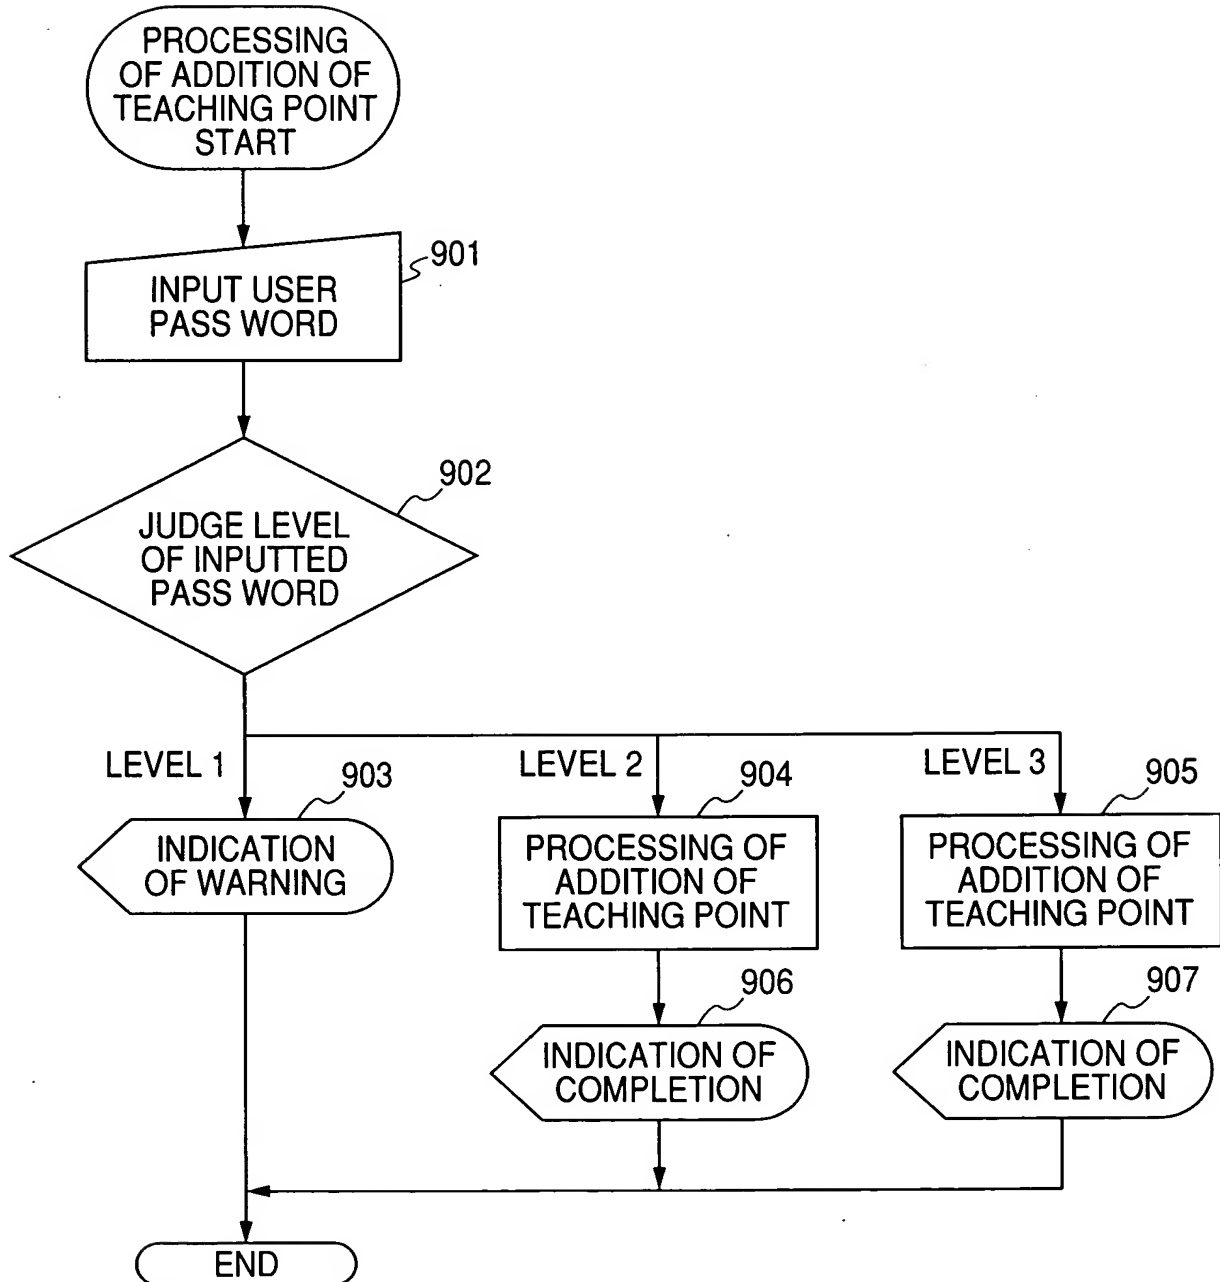 PROCESSING
OF ADDITION OF
TEACHING POINT
START
901
INPUT USER
PASS WORD
902
JUDGE LEVEL
OF INPUTTED
PASS WORD
LEVEL 1
903
INDICATION
OF WARNING
LEVEL 2
904
PROCESSING OF
ADDITION OF
TEACHING POINT
906
INDICATION OF
COMPLETION
LEVEL 3
905
PROCESSING OF
ADDITION OF
TEACHING POINT
907
INDICATION OF
COMPLETION
END